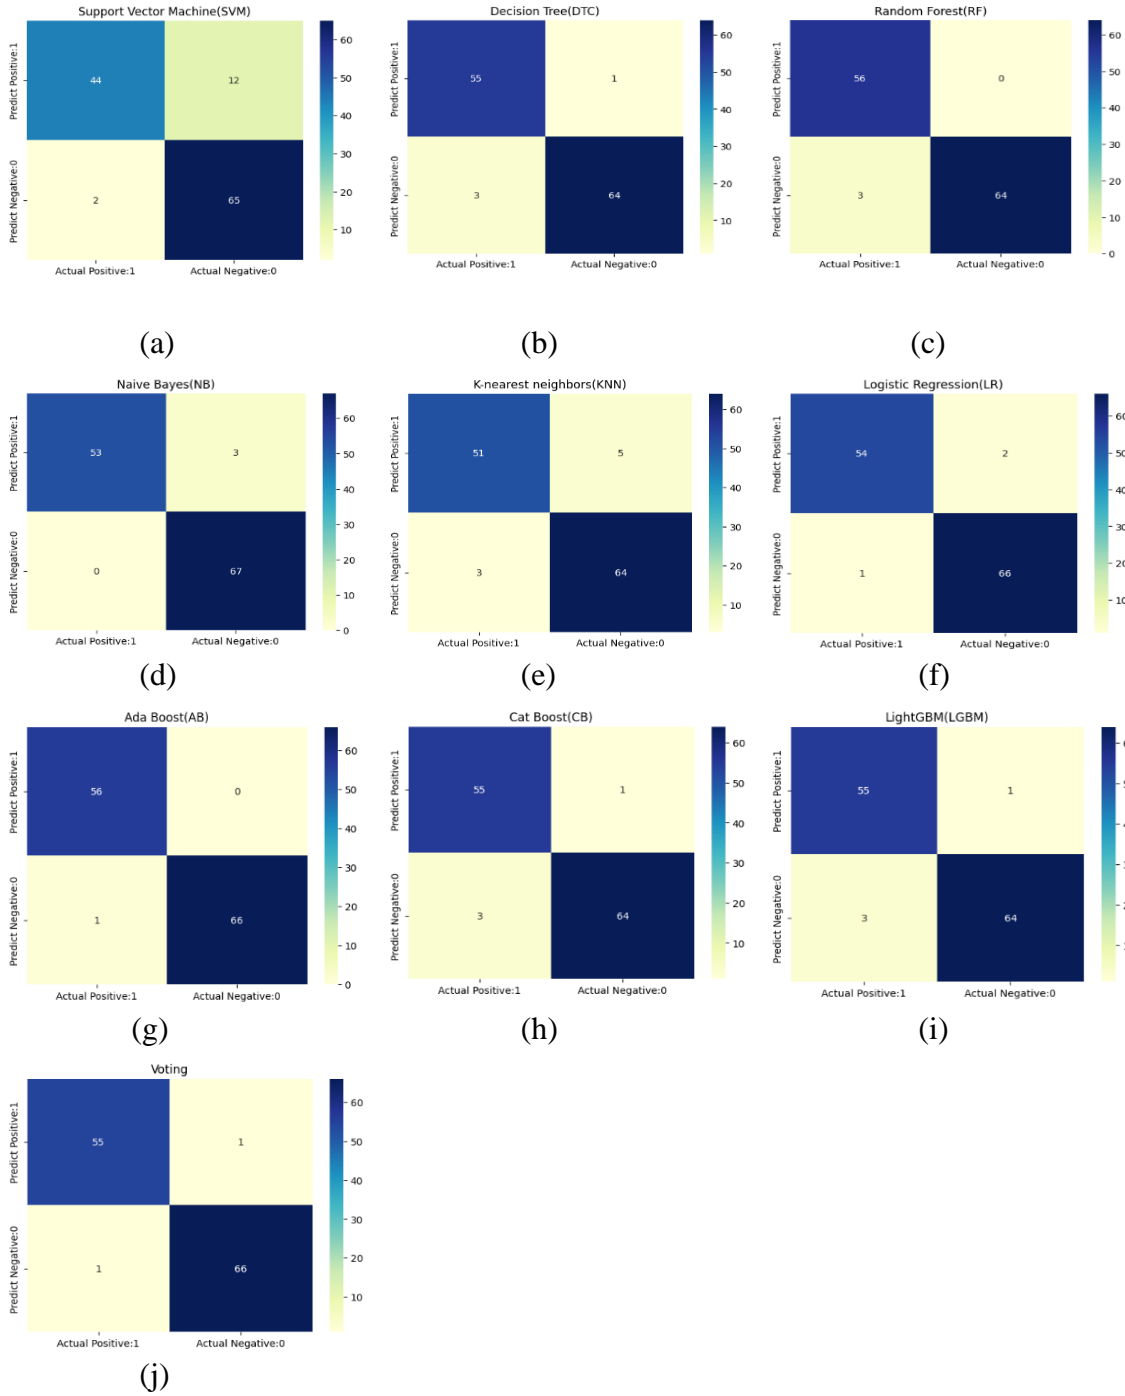 Support Vector Machine(SVM)
Predict Positive:1
Predict Negative:0
44 12
2 65
60
50
40
30
20
10
Actual Positive:1 Actual Negative:0
(a)
Decision Tree(DTC)
Predict Positive:1
Predict Negative:0
55 1
3 64
60
50
40
30
20
10
Actual Positive:1 Actual Negative:0
(b)
Random Forest(RF)
Predict Positive:1
Predict Negative:0
56 0
3 64
60
50
40
30
20
10
0
Actual Positive:1 Actual Negative:0
(c)
Naive Bayes(NB)
Predict Positive:1
Predict Negative:0
53 3
0 67
60
50
40
30
20
10
0
Actual Positive:1 Actual Negative:0
(d)
K-nearest neighbors(KNN)
Predict Positive:1
Predict Negative:0
51 5
3 64
60
50
40
30
20
10
Actual Positive:1 Actual Negative:0
(e)
Logistic Regression(LR)
Predict Positive:1
Predict Negative:0
54 2
1 66
60
50
40
30
20
10
Actual Positive:1 Actual Negative:0
(f)
Ada Boost(AB)
Predict Positive:1
Predict Negative:0
56 0
1 66
60
50
40
30
20
10
0
Actual Positive:1 Actual Negative:0
(g)
Cat Boost(CB)
Predict Positive:1
Predict Negative:0
55 1
3 64
60
50
40
30
20
10
Actual Positive:1 Actual Negative:0
(h)
LightGBM(LGBM)
Predict Positive:1
Predict Negative:0
55 1
3 64
Actual Positive:1 Actual Negative:0
(i)
Voting
Predict Positive:1
Predict Negative:0
55 1
1 66
60
50
40
30
20
10
Actual Positive:1 Actual Negative:0
(j)